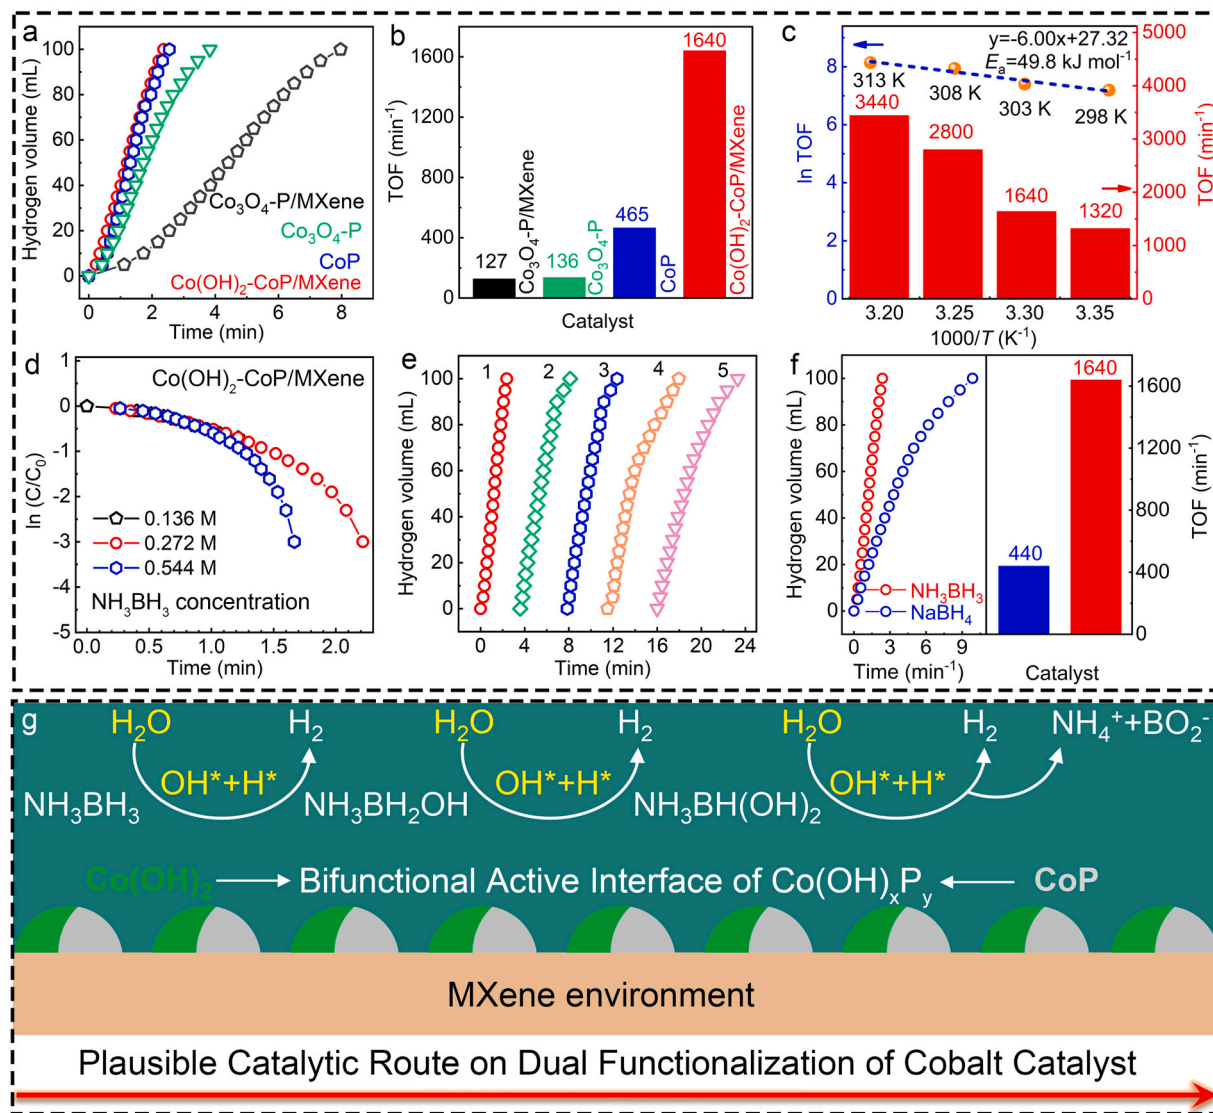 a
Hydrogen volume (mL)
100
80
60
40
20
0
Co₃O₄-P/MXene
Co₃O₄-P
CoP
Co(OH)₂-CoP/MXene
0 2 4 6 8
Time (min)
b
TOF (min⁻¹)
1600
1200
800
400
0
127
Co₃O₄-P/MXene
136
Co₃O₄-P
465
CoP
1640
Co(OH)₂-CoP/MXene
Catalyst
c
y=-6.00x+27.32
Eₐ=49.8 kJ mol⁻¹
ln TOF
8
6
4
2
0
313 K
308 K
303 K
298 K
3440
2800
1640
1320
5000
4000
3000
2000
1000
0
TOF (min⁻¹)
3.20 3.25 3.30 3.35
1000/T (K⁻¹)
d
Co(OH)₂-CoP/MXene
ln (C/C₀)
1
0
-1
-2
-3
-4
-5
0.136 M
0.272 M
0.544 M
NH₃BH₃ concentration
0.0 0.5 1.0 1.5 2.0
Time (min)
e
Hydrogen volume (mL)
100
80
60
40
20
0
1 2 3 4 5
0 4 8 12 16 20 24
Time (min)
f
Hydrogen volume (mL)
100
80
60
40
20
0
NH₃BH₃
NaBH₄
0 3 6 9
Time (min⁻¹)
440
1640
1600
1200
800
400
0
TOF (min⁻¹)
Catalyst
g
H₂O H₂ H₂O H₂ H₂O H₂ NH₄⁺+BO₂⁻
OH*+H* OH*+H* OH*+H*
NH₃BH₃ NH₃BH₂OH NH₃BH(OH)₂
Co(OH)₂ Bifunctional Active Interface of Co(OH)ₓPᵧ CoP
MXene environment
Plausible Catalytic Route on Dual Functionalization of Cobalt Catalyst